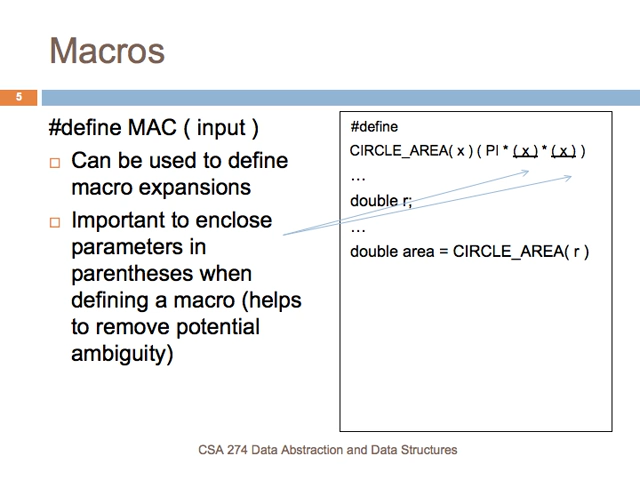 Macros
5
#define MAC ( input )
Can be used to define
macro expansions
Important to enclose
parameters in
parentheses when
defining a macro (helps
to remove potential
ambiguity)
#define
CIRCLE_AREA( x ) ( PI * ( x ) * ( x ) )
…
double r;
…
double area = CIRCLE_AREA( r )
CSA 274 Data Abstraction and Data Structures